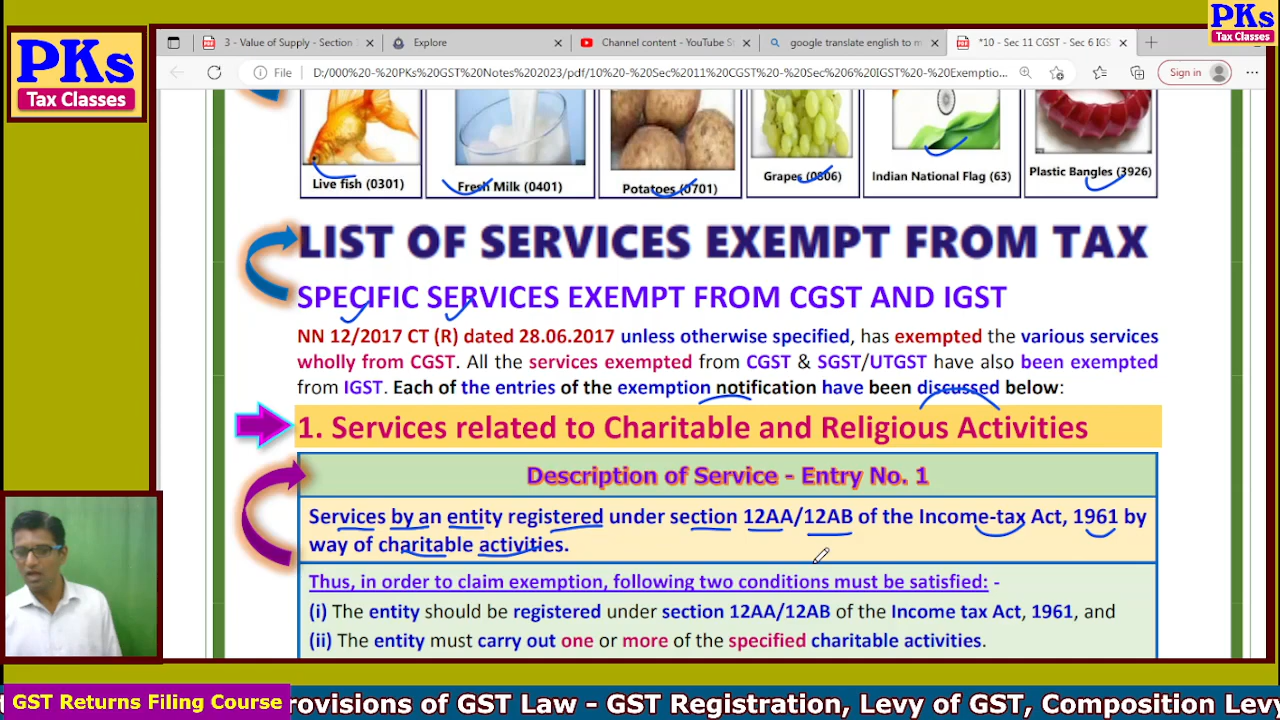 PKs
Tax Classes
3 - Value of Supply - Section
Explore
Channel content - YouTube S
google translate english to m
*10 - Sec 11 CGST - Sec 6 IGS
PKs
Tax Classes
File
D:/000%20-%20PKs%20GST%20Notes%202023/pdf/10%20-%20Sec%2011%20CGST%20-%20Sec%206%20IGST%20-%20Exemptio...
Sign in
Live fish (0301)
Fresh Milk (0401)
Potatoes (0701)
Grapes (0806)
Indian National Flag (63)
Plastic Bangles (3926)
LIST OF SERVICES EXEMPT FROM TAX
SPECIFIC SERVICES EXEMPT FROM CGST AND IGST
NN 12/2017 CT (R) dated 28.06.2017 unless otherwise specified, has exempted the various services
wholly from CGST. All the services exempted from CGST & SGST/UTGST have also been exempted
from IGST. Each of the entries of the exemption notification have been discussed below:
1. Services related to Charitable and Religious Activities
Description of Service - Entry No. 1
Services by an entity registered under section 12AA/12AB of the Income-tax Act, 1961 by
way of charitable activities.
Thus, in order to claim exemption, following two conditions must be satisfied: -
(i) The entity should be registered under section 12AA/12AB of the Income tax Act, 1961, and
(ii) The entity must carry out one or more of the specified charitable activities.
GST Returns Filing Course
rovisions of GST Law - GST Registration, Levy of GST, Composition Levy